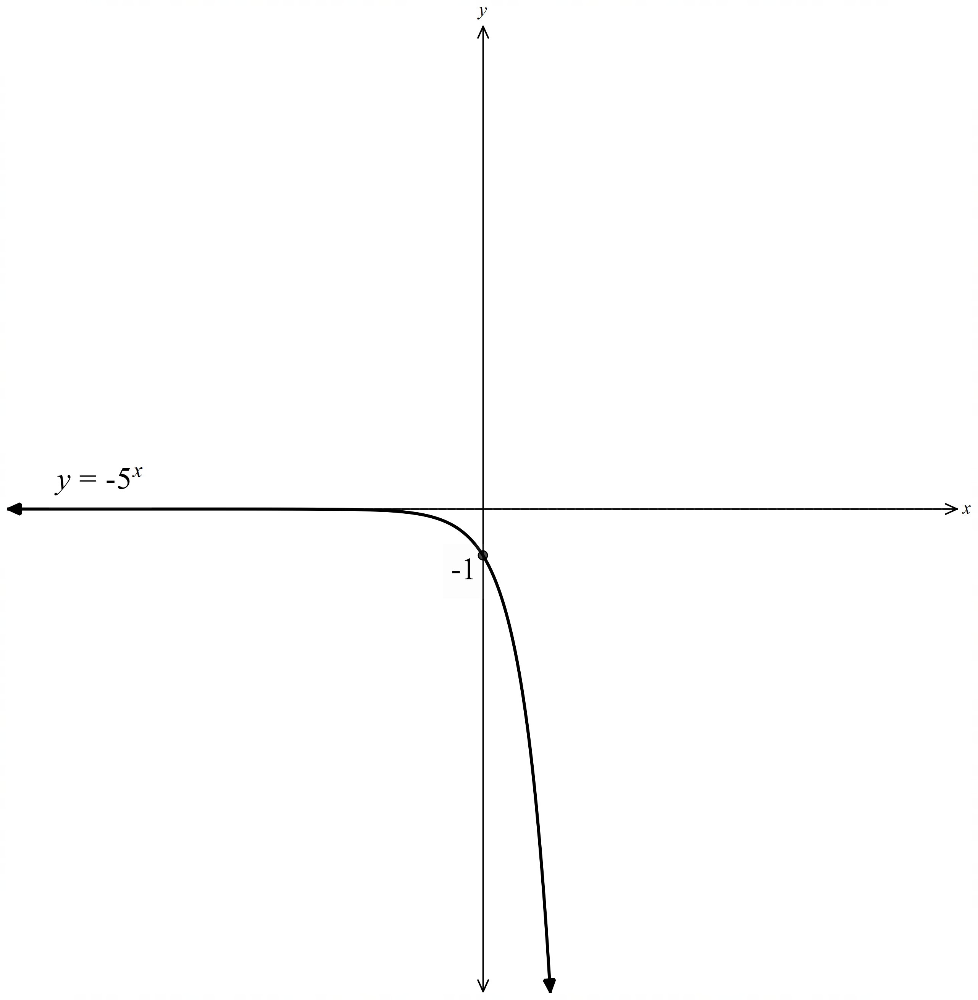 y
y = -5^x
x
-1